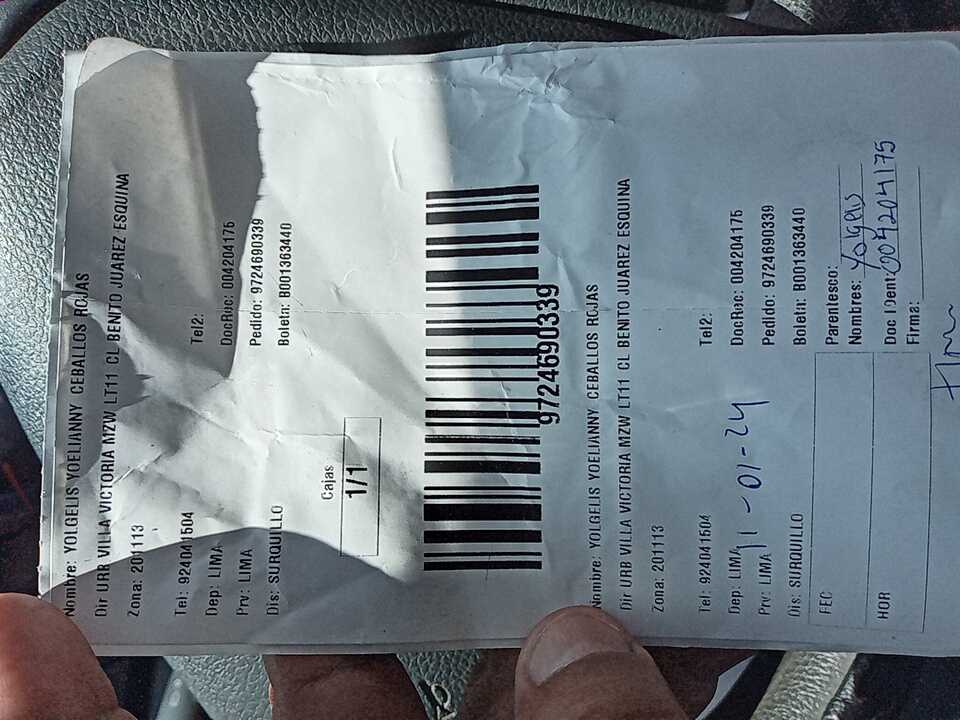 Nombre: YOLGELIS YOELIANNY CEBALLOS ROJAS
Dir URB VILLA VICTORIA MZW LT11 CL BENITO JUAREZ ESQUINA
Zona: 201113
Tel: 924041504 Tel2:
Dep: LIMA DocRuc: 004204175
Prv: LIMA Pedido: 9724690339
Dis: SURQUILLO Boleta: B001363440
Cajas
1/1
9724690339
Nombre: YOLGELIS YOELIANNY CEBALLOS ROJAS
Dir URB VILLA VICTORIA MZW LT11 CL BENITO JUAREZ ESQUINA
Zona: 201113
Tel: 924041504 Tel2:
Dep: LIMA DocRuc: 004204175
11-01-24
Prv: LIMA Pedido: 9724690339
Dis: SURQUILLO Boleta: B001363440
FEC Parentesco:
Nombres: Yolgelis
HOR Doc IDent: 004204175
Firma: